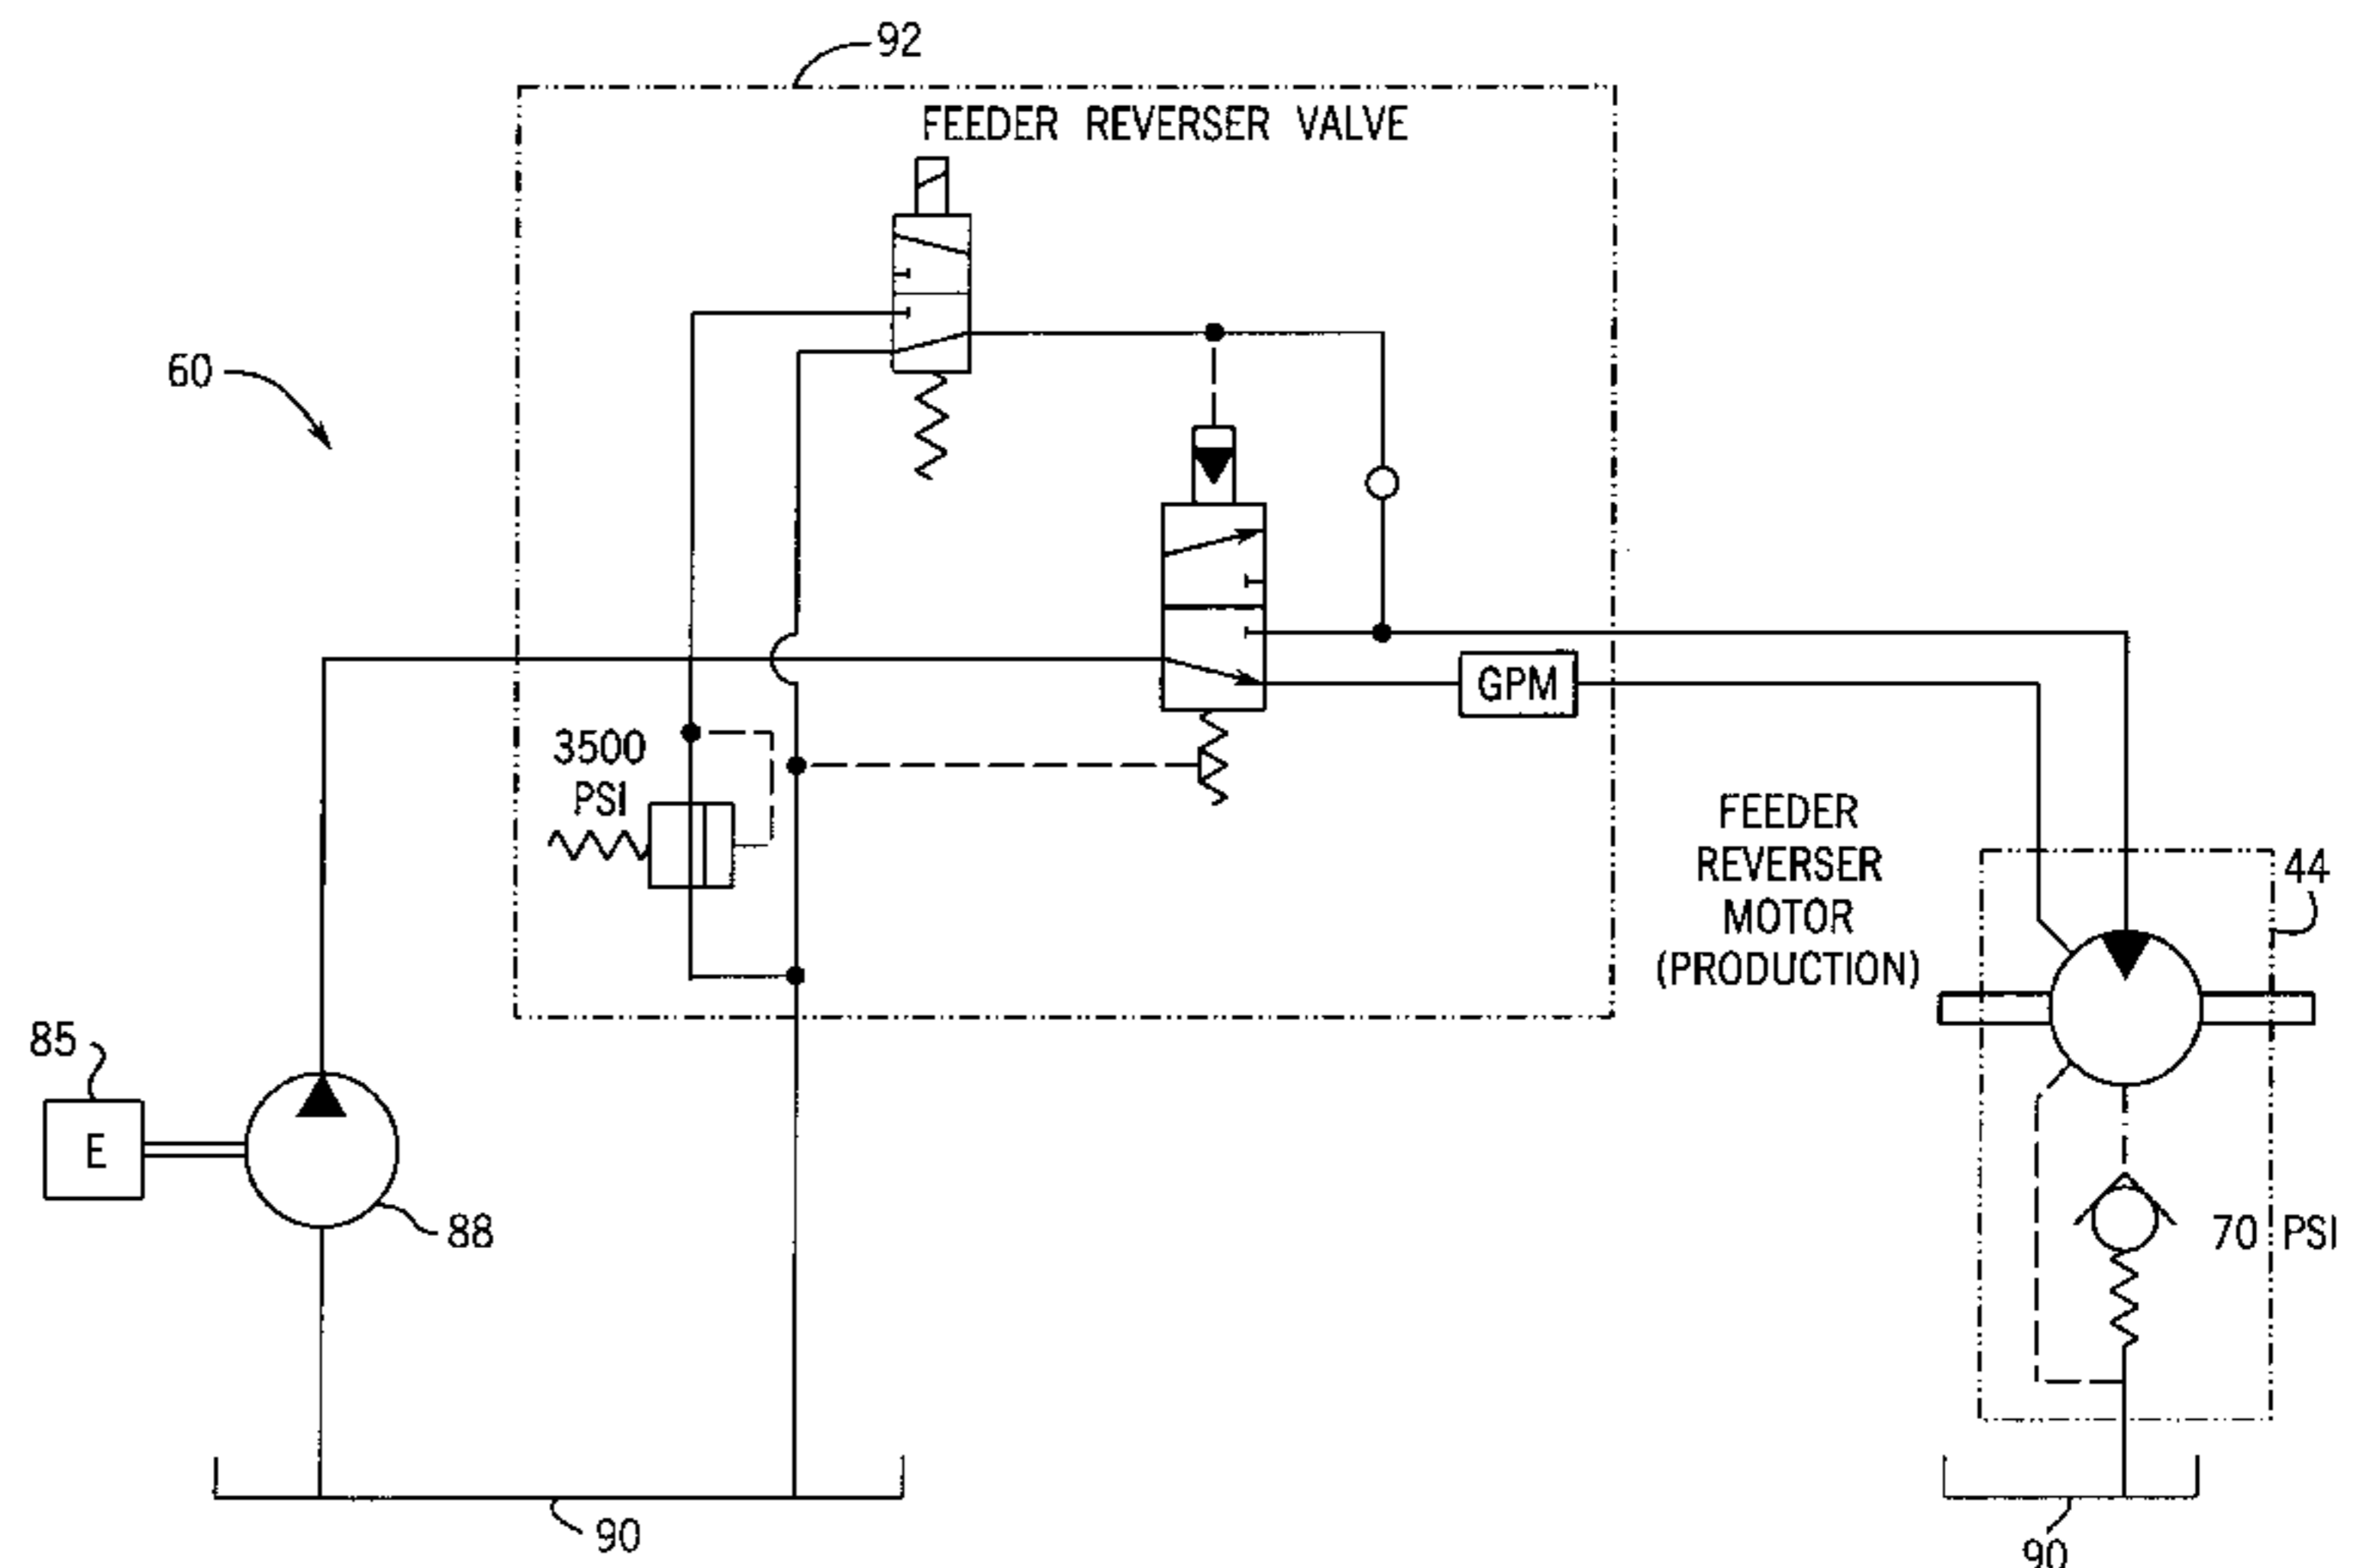 92
FEEDER REVERSER VALVE
60
GPM
3500
PSI
FEEDER
REVERSER
MOTOR
(PRODUCTION)
44
85
E
88
70 PSI
90
90